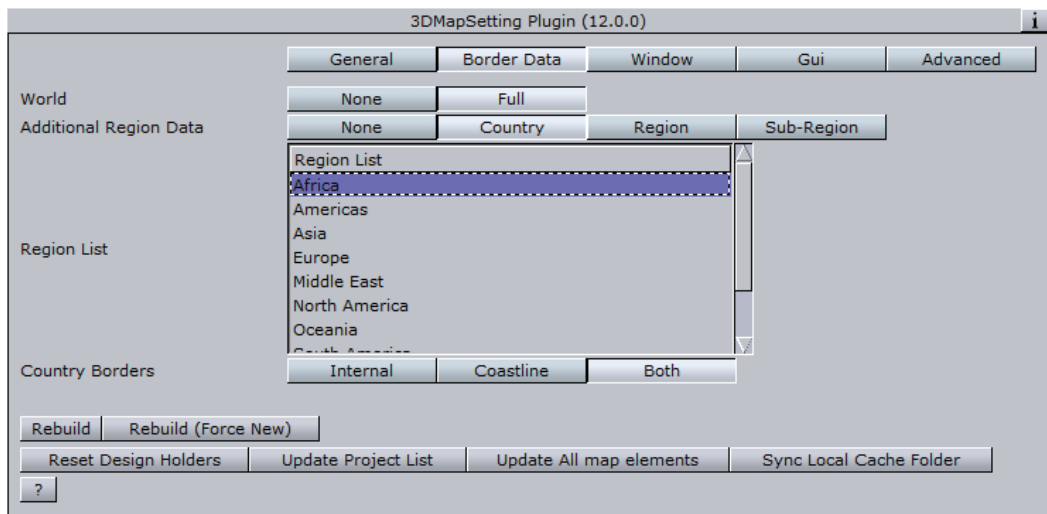 3DMapSetting Plugin (12.0.0) i
General Border Data Window Gui Advanced
World None Full
Additional Region Data None Country Region Sub-Region
Region List
Africa
Americas
Asia
Region List
Europe
Middle East
North America
Oceania
South America
Country Borders Internal Coastline Both
Rebuild Rebuild (Force New)
Reset Design Holders Update Project List Update All map elements Sync Local Cache Folder
?